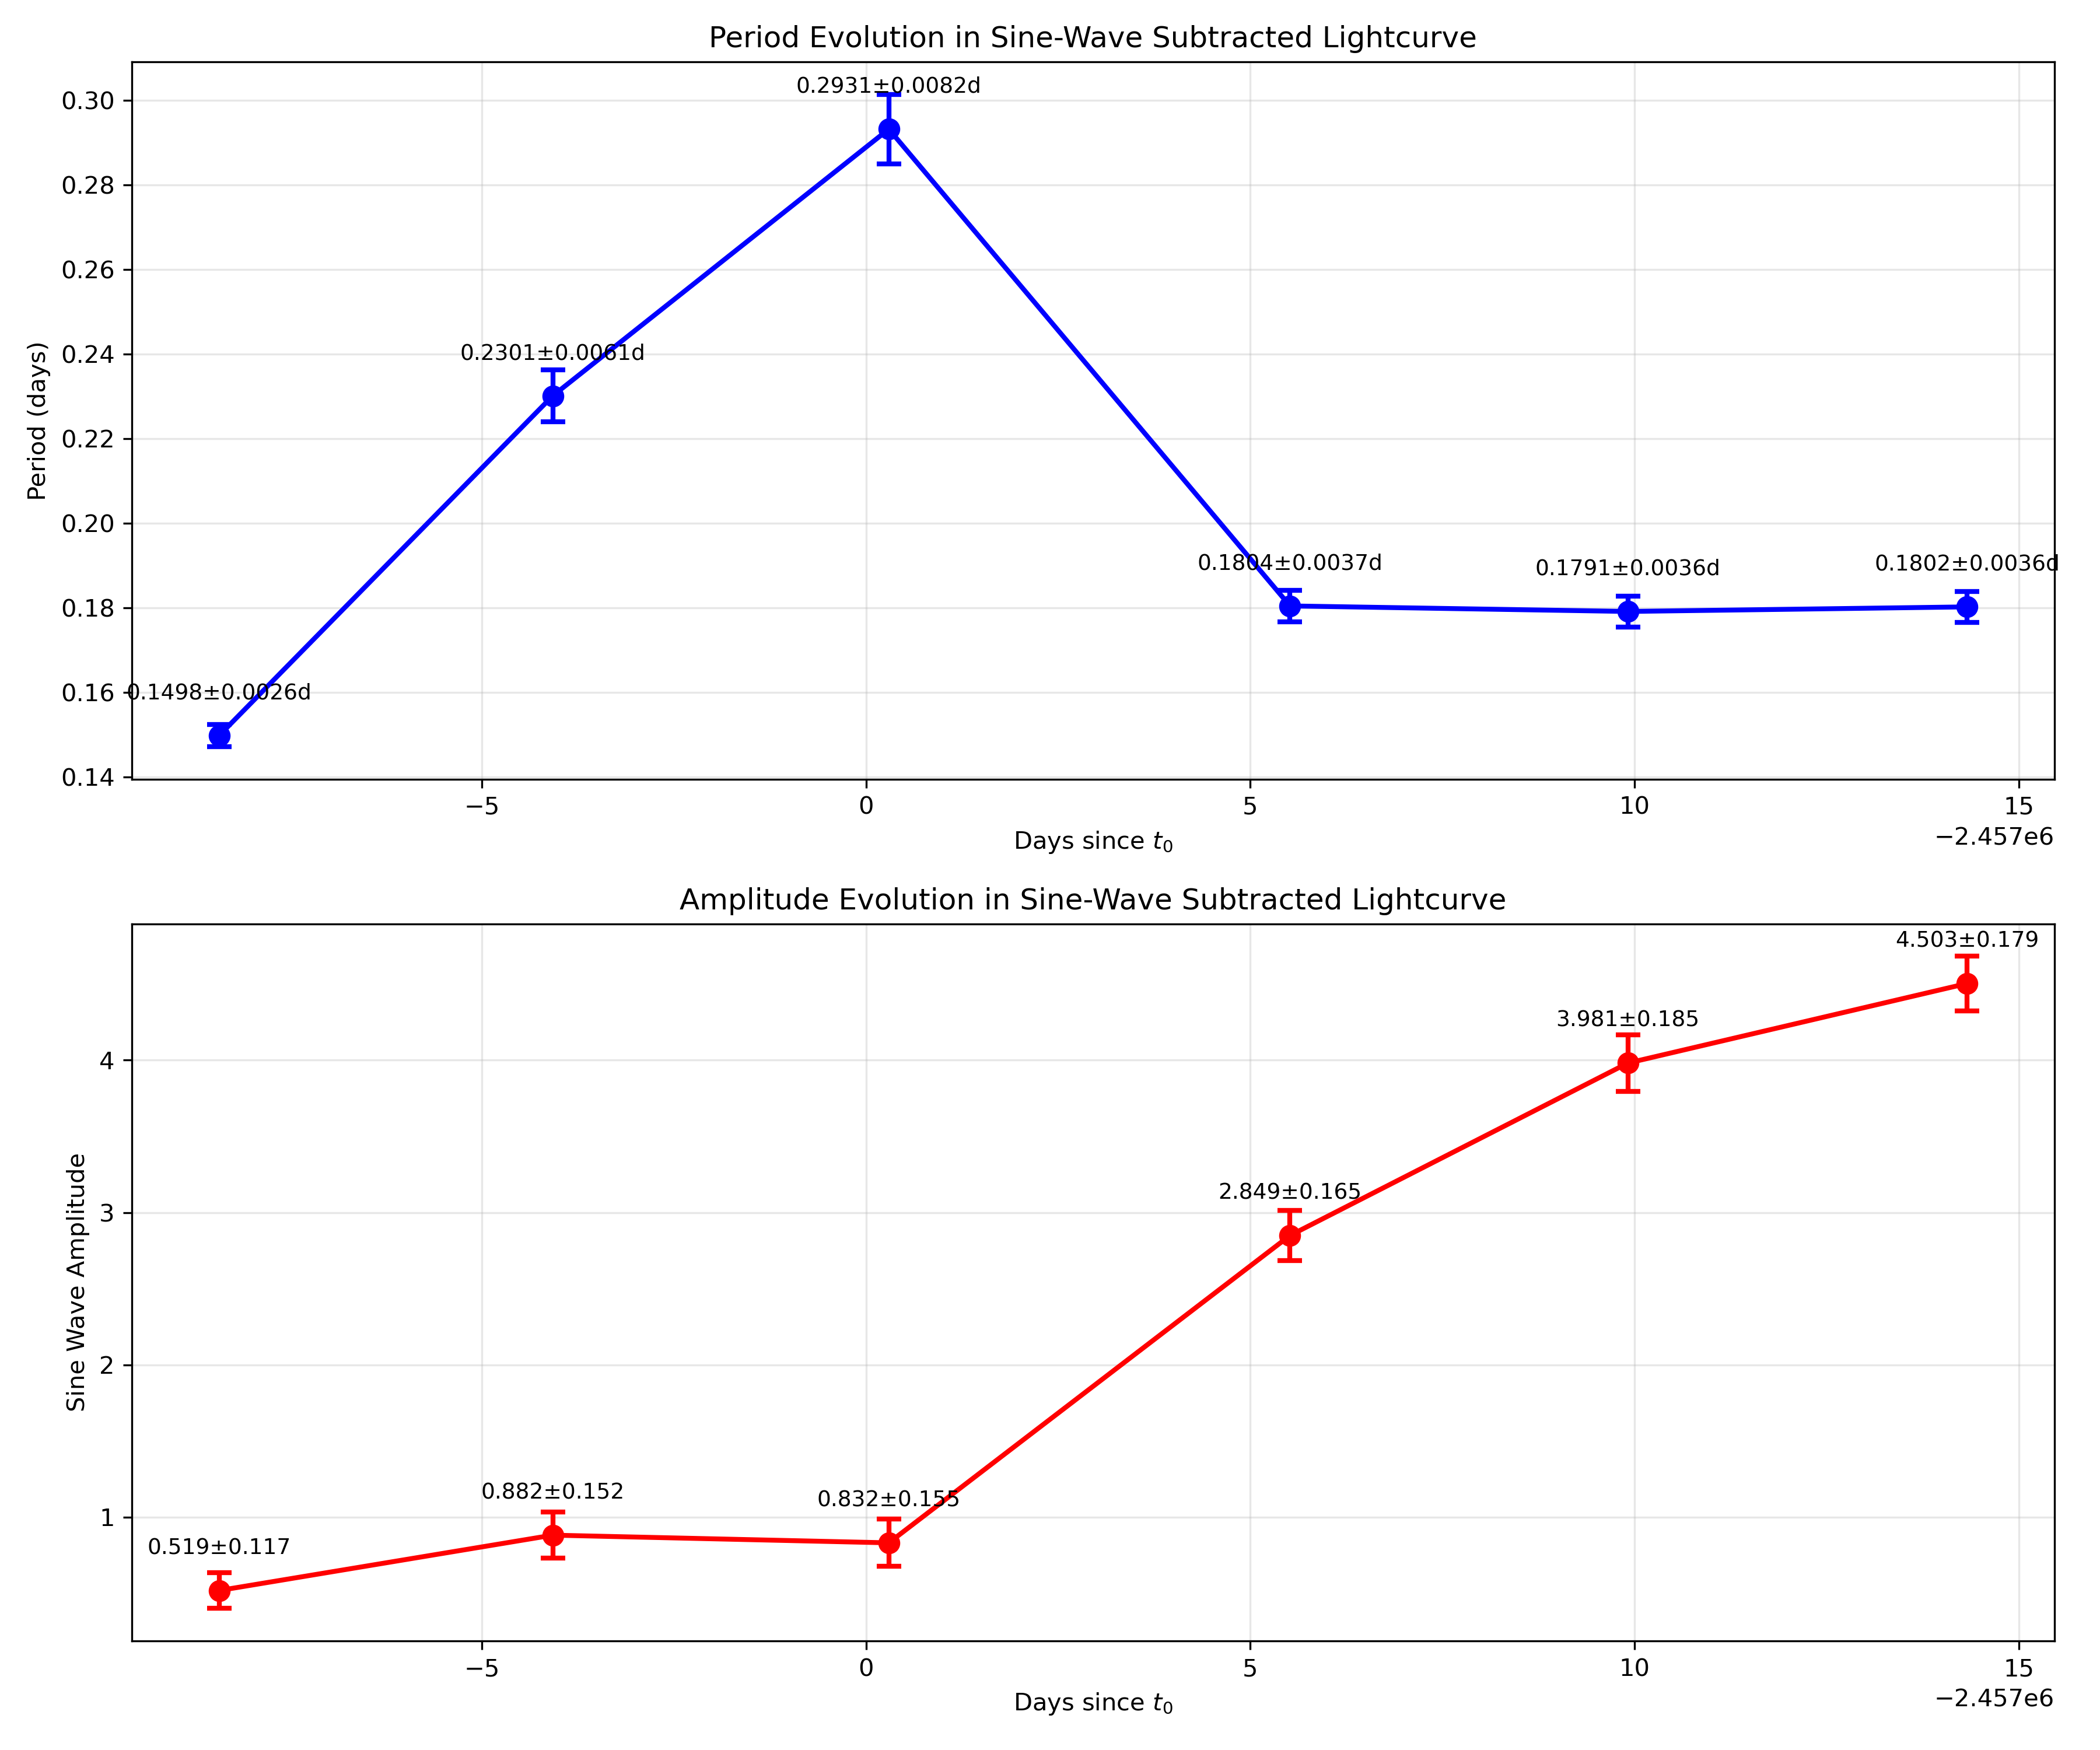 Period Evolution in Sine-Wave Subtracted Lightcurve
0.2931±0.0082d
0.30
0.28
0.26
0.2301±0.0061d
0.24
0.22
0.20
0.1804±0.0037d
0.1791±0.0036d
0.1802±0.0036d
0.18
0.1498±0.0026d
0.16
0.14
Period (days)
−5
0
5
10
15
Days since t₀
−2.457e6
Amplitude Evolution in Sine-Wave Subtracted Lightcurve
4.503±0.179
3.981±0.185
4
2.849±0.165
3
2
0.882±0.152
0.832±0.155
1
0.519±0.117
Sine Wave Amplitude
−5
0
5
10
15
Days since t₀
−2.457e6